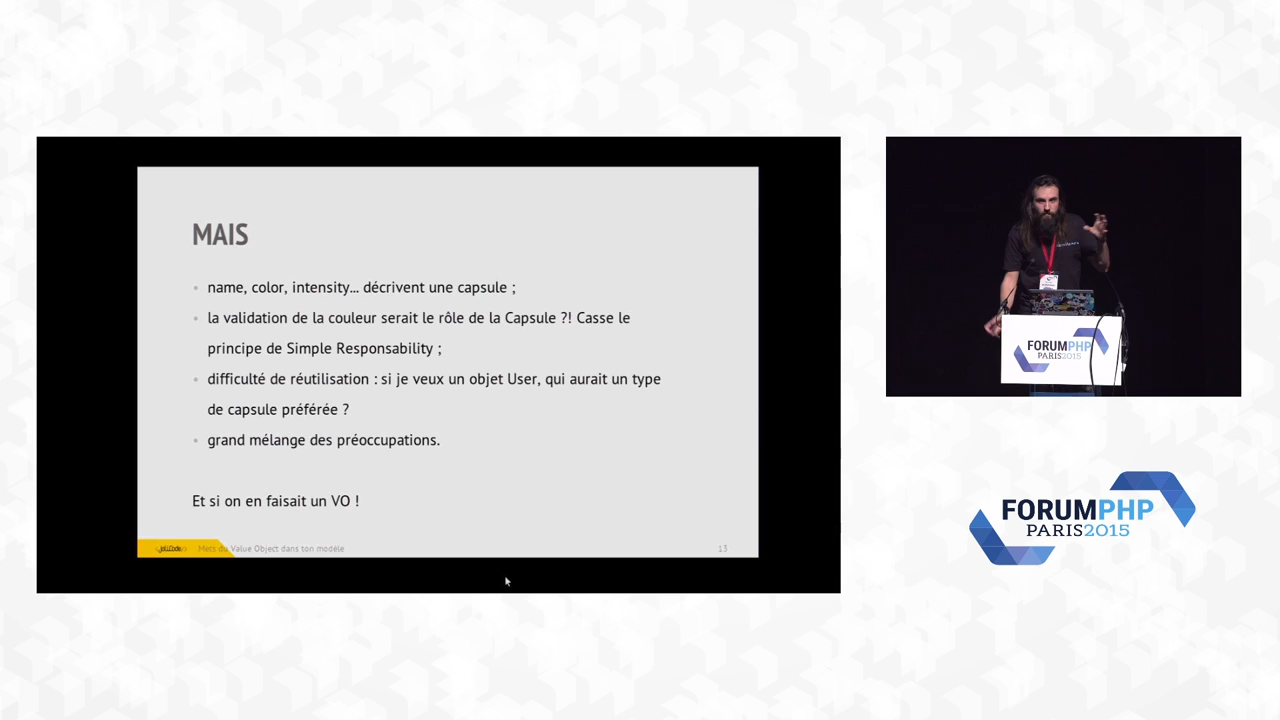 MAIS
name, color, intensity... décrivent une capsule ;
la validation de la couleur serait le rôle de la Capsule ?! Casse le
principe de Simple Responsability ;
difficulté de réutilisation : si je veux un objet User, qui aurait un type
de capsule préférée ?
grand mélange des préoccupations.
Et si on en faisait un VO !
Mets du Value Object dans ton modèle
13
FORUMPHP
PARIS2015
FORUMPHP
PARIS2015